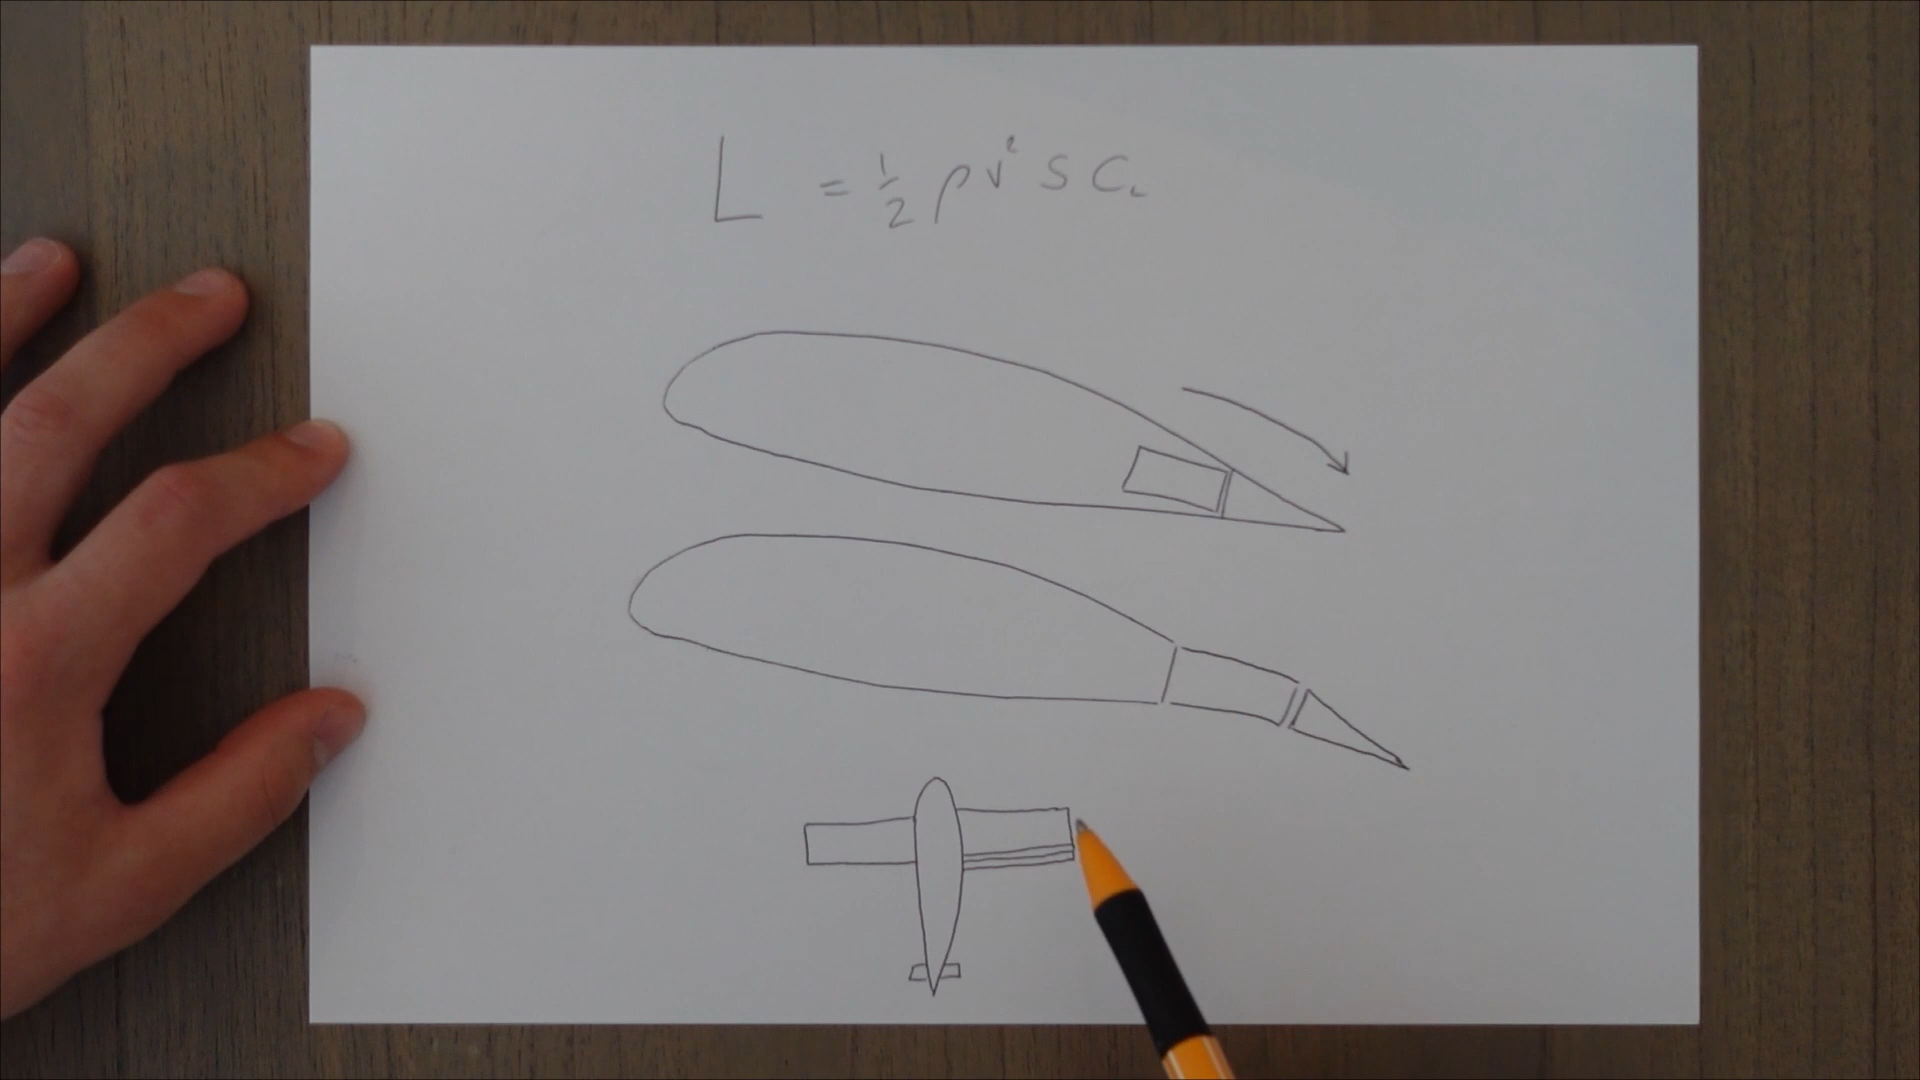 L = ½ ρ v² S C_L